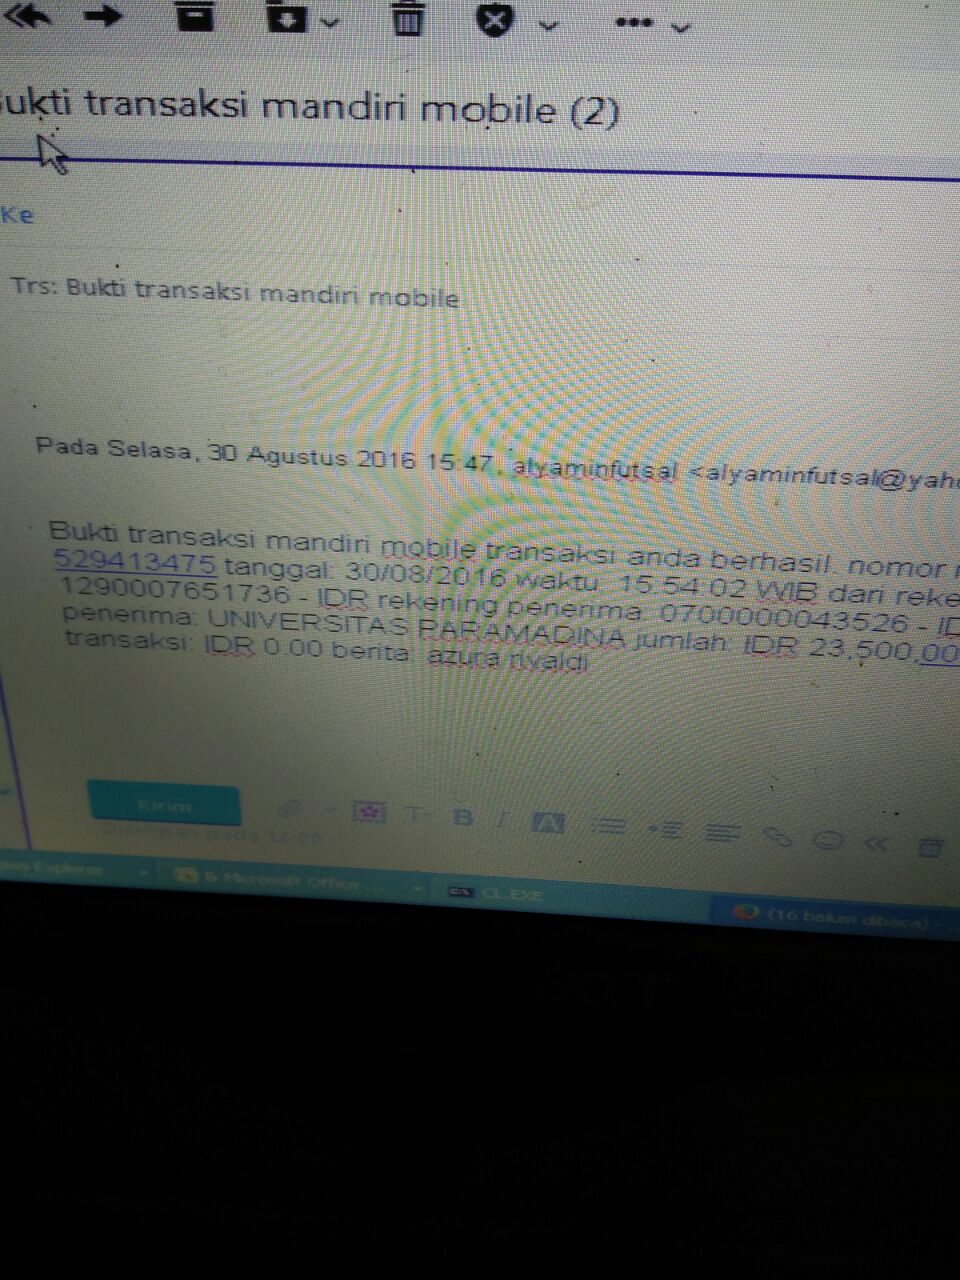 ukti transaksi mandiri mobile (2)
Ke
Trs: Bukti transaksi mandiri mobile
Pada Selasa, 30 Agustus 2016 15:47, alyaminfutsal <alyaminfutsal@yah
Bukti transaksi mandiri mobile transaksi anda berhasil. nomor
529413475 tanggal: 30/08/2016 waktu: 15:54:02 WIB dari reke
1290007651736 - IDR rekening penerima: 0700000043526 - ID
penerima: UNIVERSITAS PARAMADINA jumlah: IDR 23,500,00
transaksi: IDR 0.00 berita: azura rivaldi
Kirim
Disimpan pada 16:00
Explorer
6 Microsoft Office ...
CL.EXE
(16 belum dibaca) -